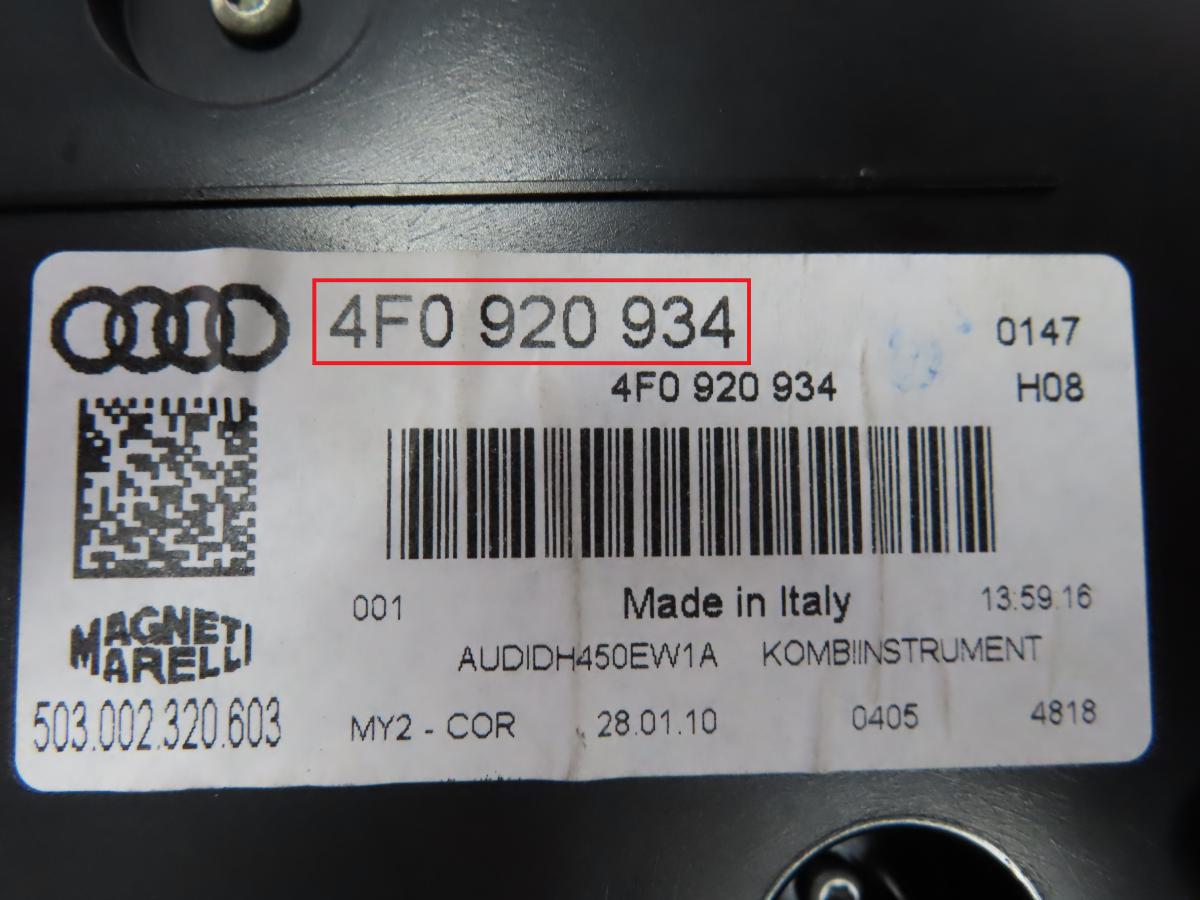 4F0 920 934 0147
4F0 920 934 H08
001 Made in Italy 13:59.16
MAGNETI
MARELLI
AUDIDH450EW1A KOMBIINSTRUMENT
503.002.320.603 MY2 - COR 28.01.10 0405 4818